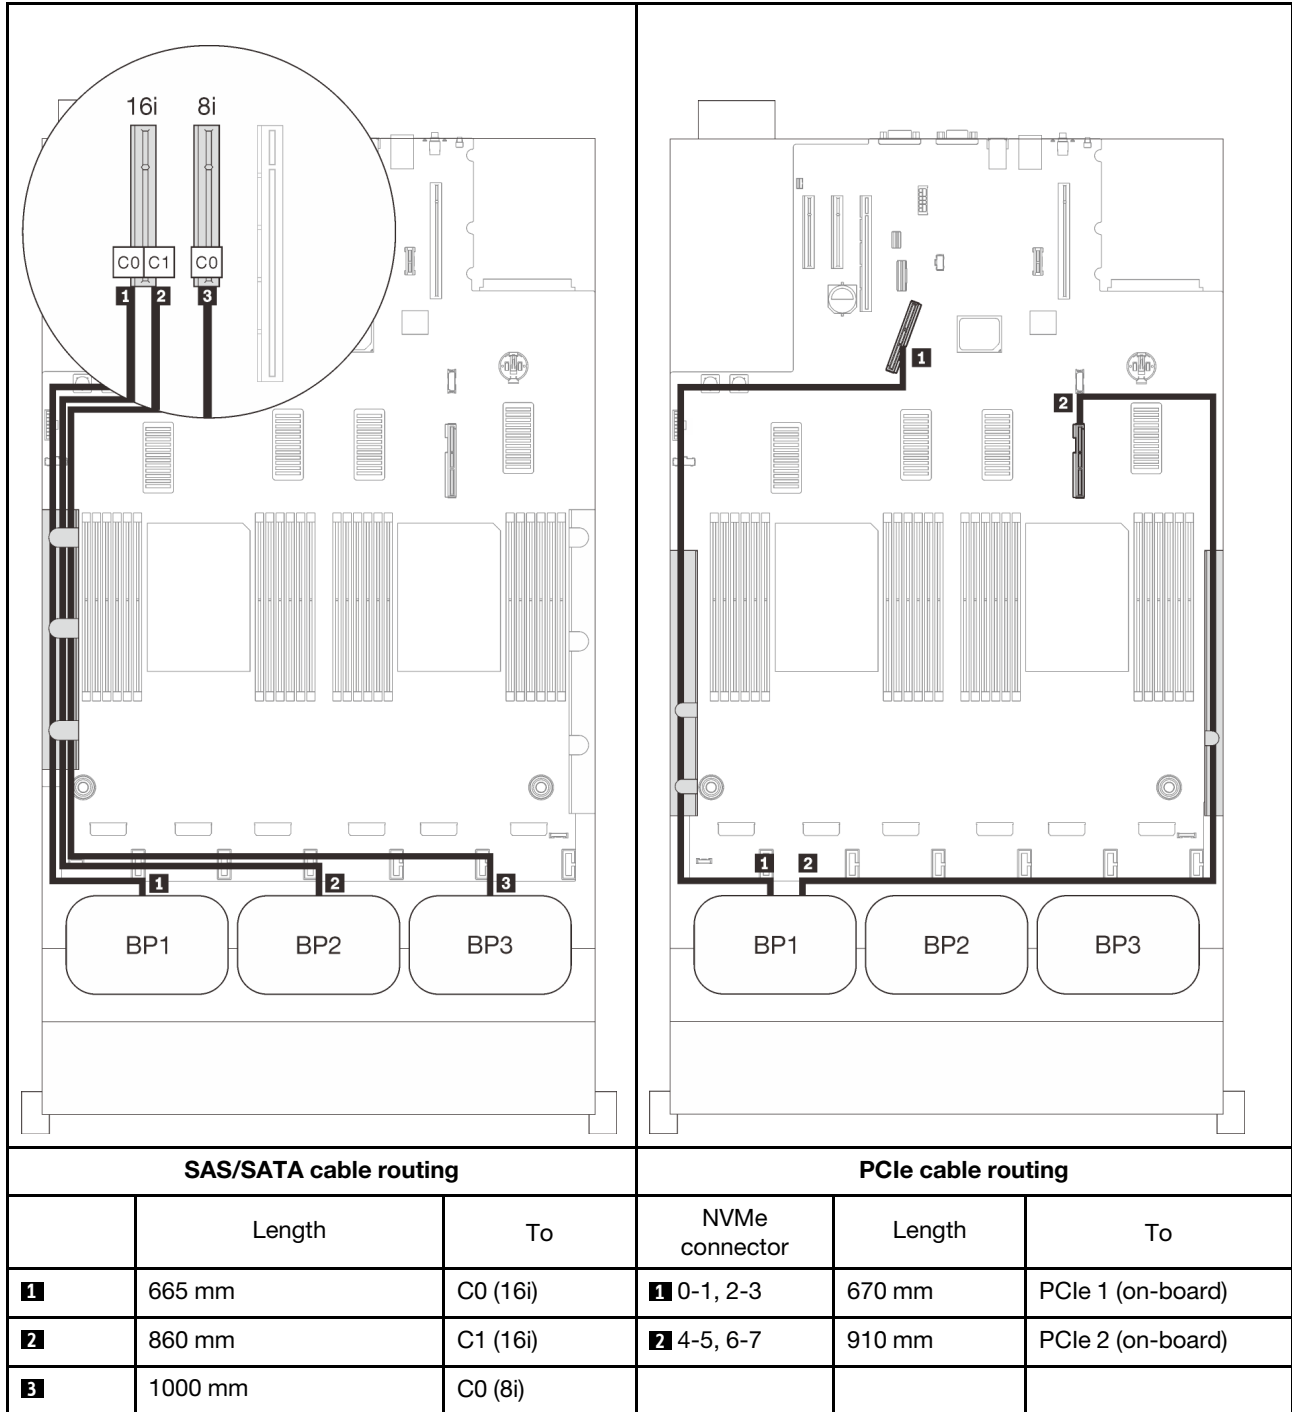 16i 8i
C0 C1 C0
1 2 3
1 2 3
BP1 BP2 BP3
1
2
1 2
BP1 BP2 BP3
SAS/SATA cable routing PCIe cable routing
Length To NVMe connector Length To
1 665 mm C0 (16i) 1 0-1, 2-3 670 mm PCIe 1 (on-board)
2 860 mm C1 (16i) 2 4-5, 6-7 910 mm PCIe 2 (on-board)
3 1000 mm C0 (8i)